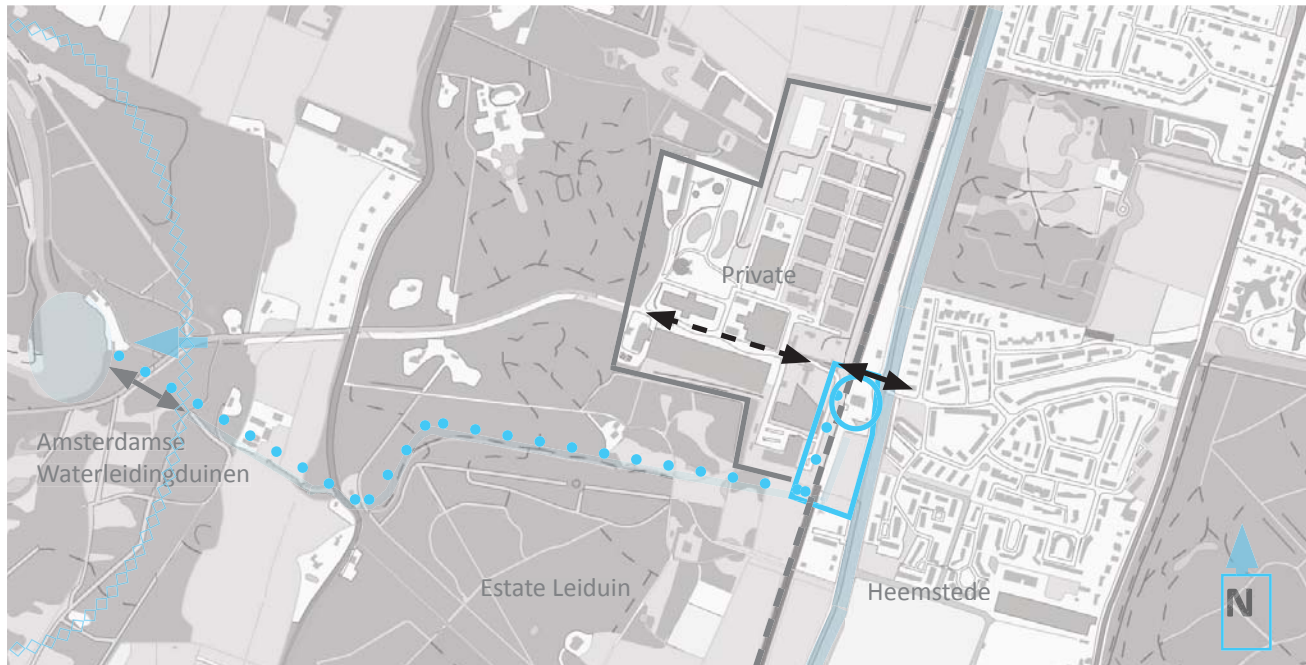 Private
Amsterdamse
Waterleidingduinen
Estate Leiduin
Heemstede
N